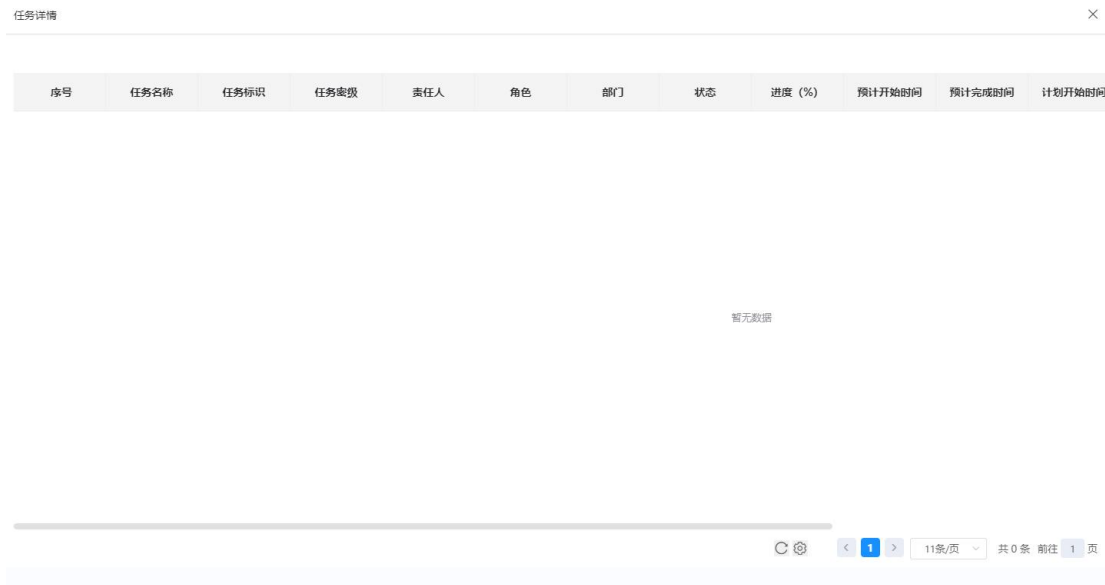 任务详情
序号 任务名称 任务标识 任务密级 责任人 角色 部门 状态 进度 (%) 预计开始时间 预计完成时间 计划开始时间
暂无数据
1 11条/页 共 0 条 前往 1 页